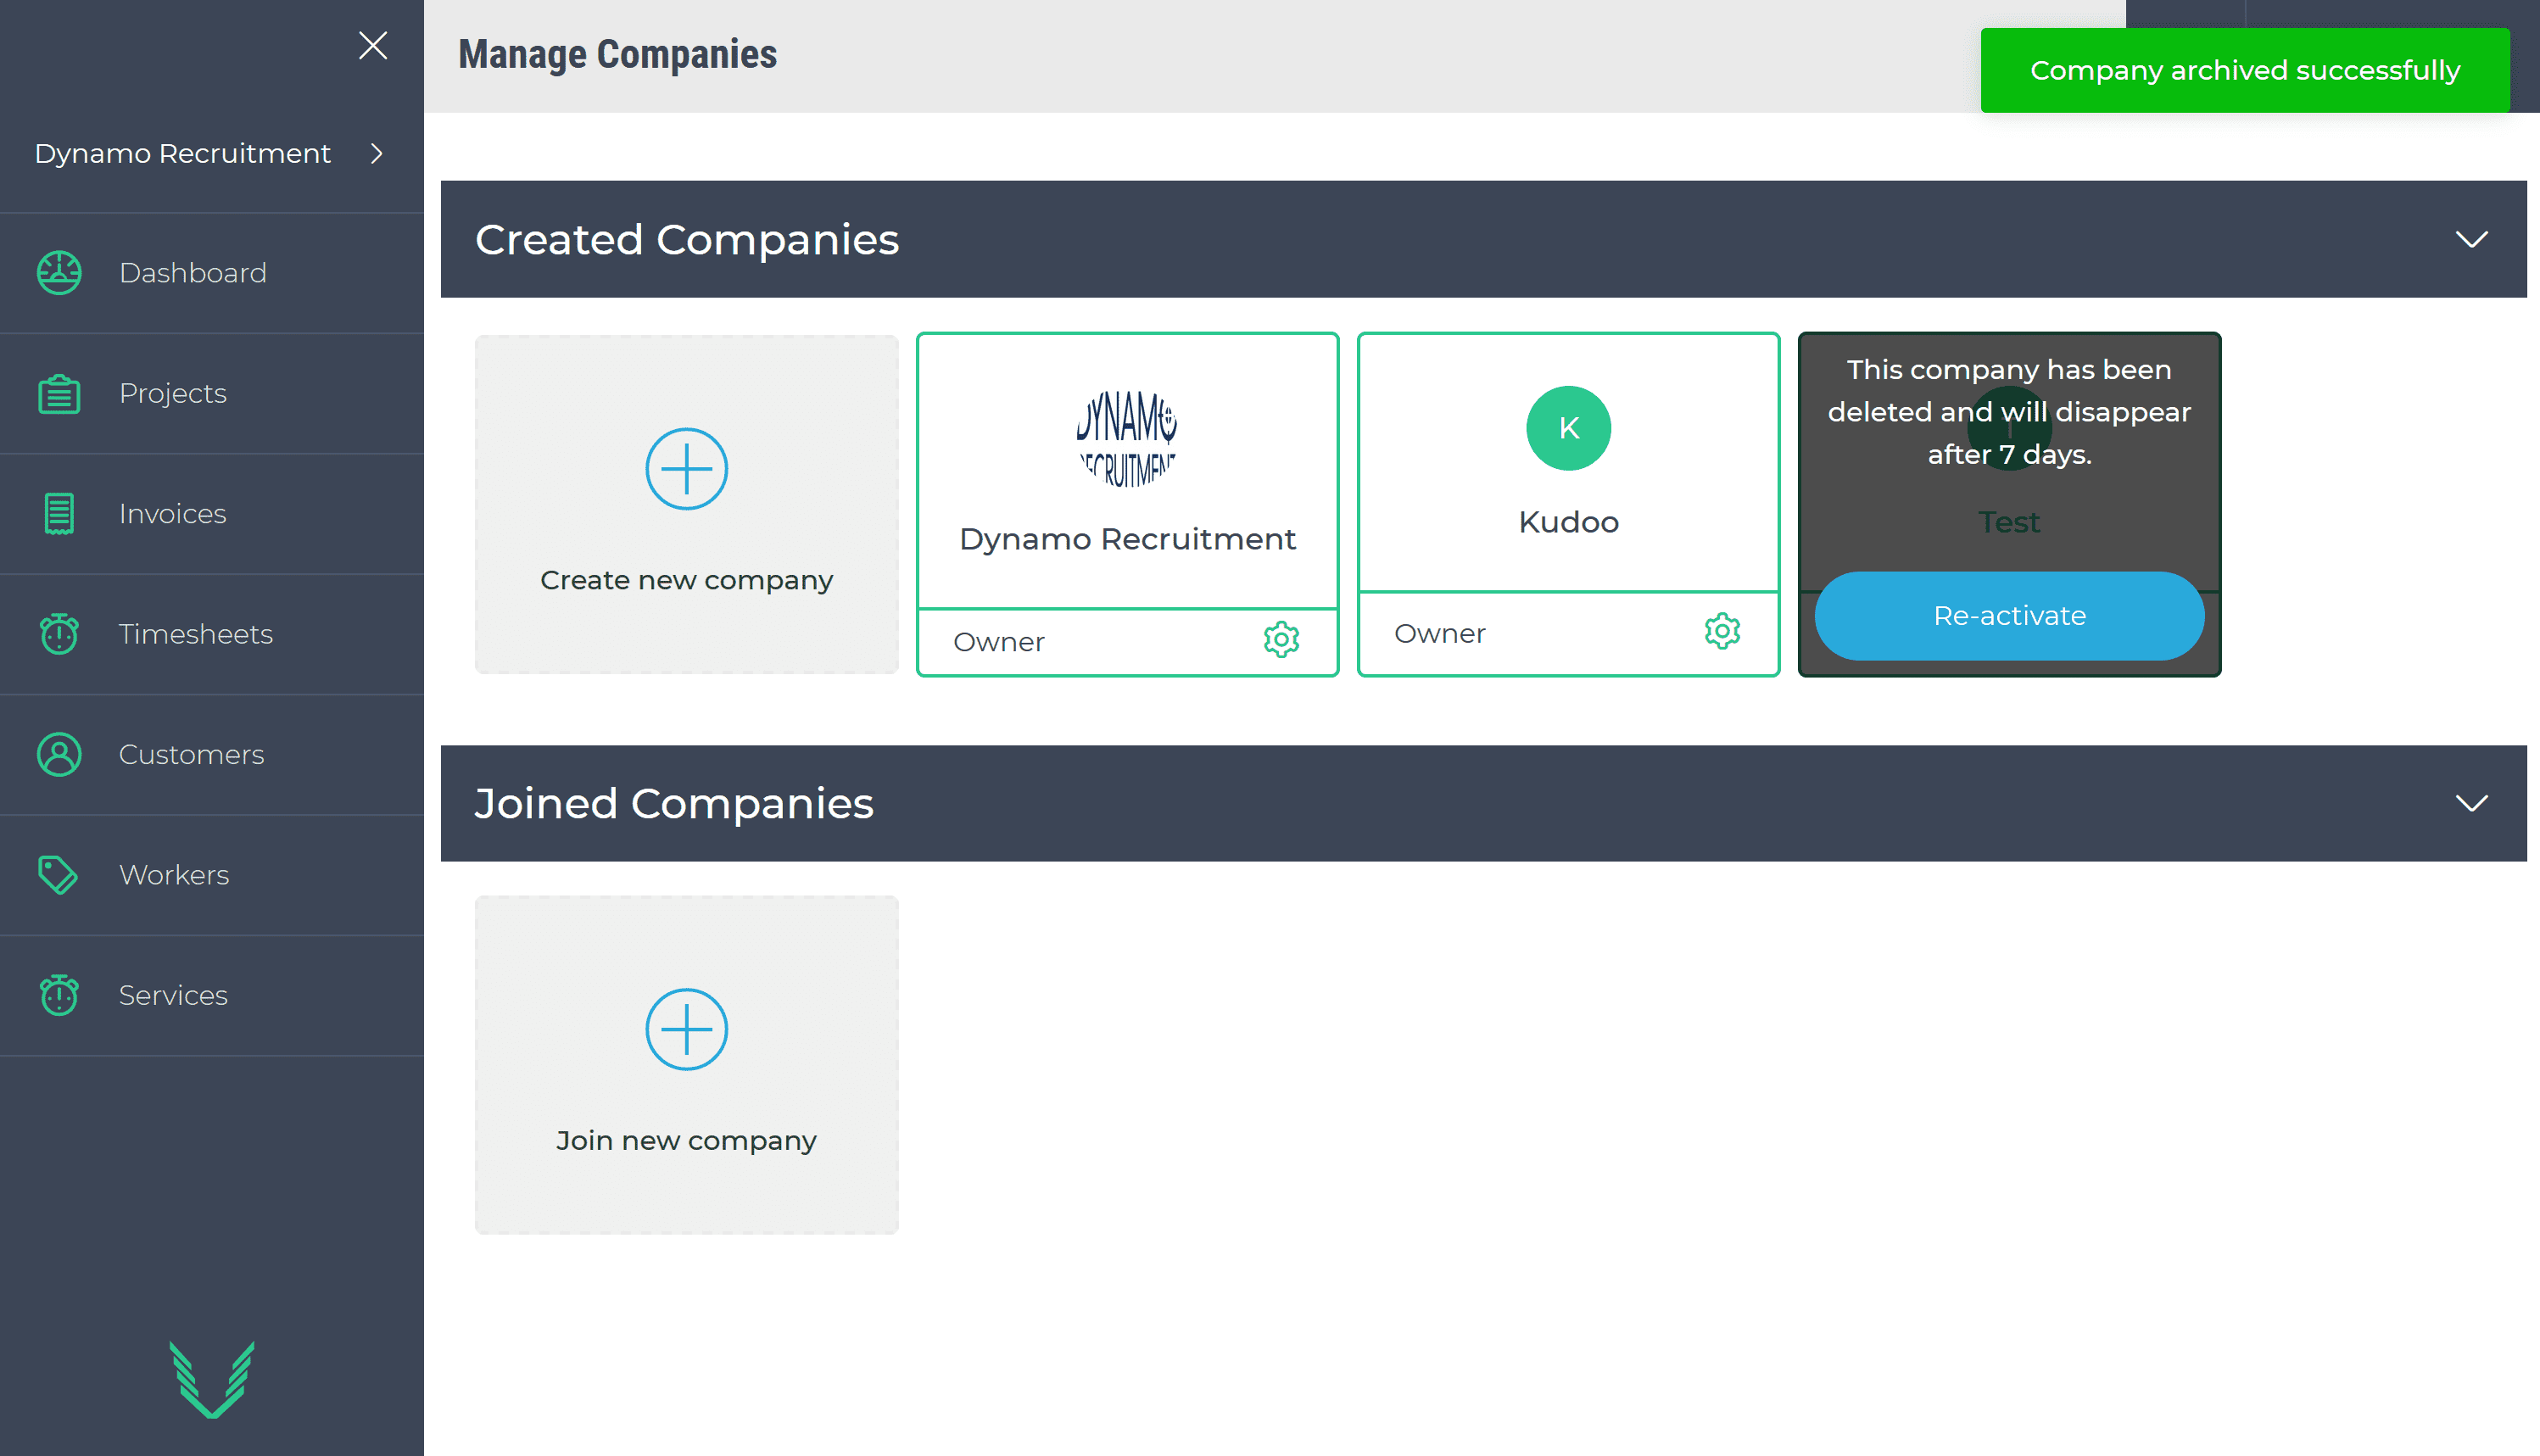 Manage Companies
Company archived successfully
Dynamo Recruitment
Dashboard
Projects
Invoices
Timesheets
Customers
Workers
Services
Created Companies
Create new company
DYNAMO
RECRUITMENT
Dynamo Recruitment
Owner
K
Kudoo
Owner
This company has been
deleted and will disappear
after 7 days.
Test
Re-activate
Joined Companies
Join new company